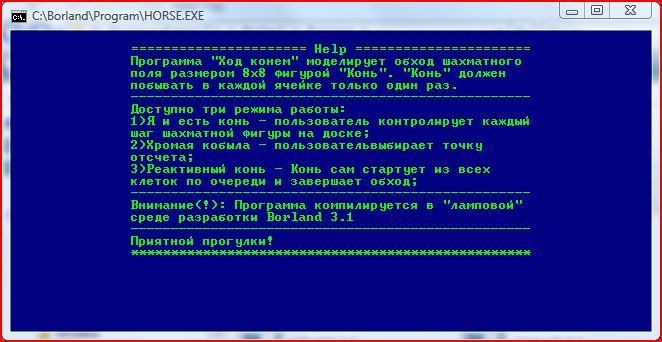 C:\Borland\Program\HORSE.EXE
====================== Help ======================
Программа "Ход конем" моделирует обход шахматного
поля размером 8x8 фигурой "Конь". "Конь" должен
побывать в каждой ячейке только один раз.
--------------------------------------------------
Доступно три режима работы:
1)Я и есть конь - пользователь контролирует каждый
шаг шахматной фигуры на доске;
2)Хромая кобыла - пользовательвыбирает точку
отсчета;
3)Реактивный конь - Конь сам стартует из всех
клеток по очереди и завершает обход;
--------------------------------------------------
Внимание(!): Программа компилируется в "ламповой"
среде разработки Borland 3.1
--------------------------------------------------
Приятной прогулки!
**************************************************